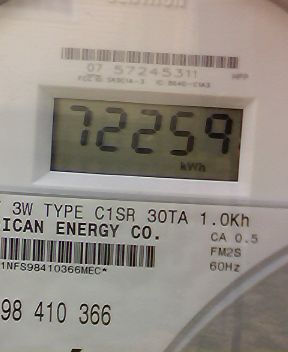 07 57245311
72259
kWh
3W TYPE C1SR 30TA 1.0Kh
ICAN ENERGY CO.
CA 0.5
FM2S
60Hz
1NFS98410366MEC*
98 410 366